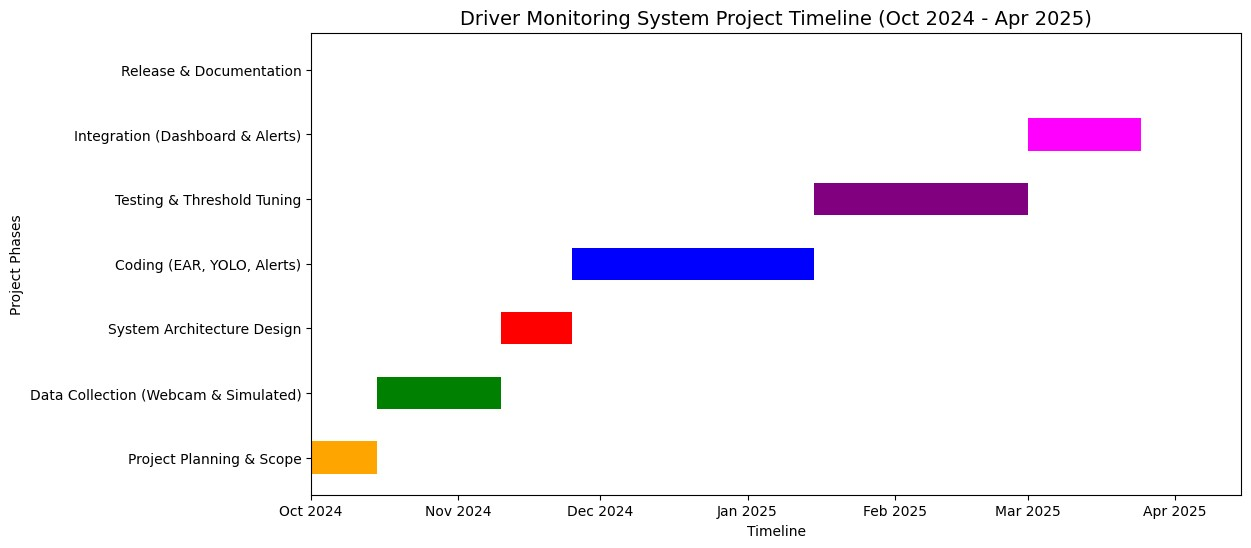 Driver Monitoring System Project Timeline (Oct 2024 - Apr 2025)
Project Phases
Release & Documentation
Integration (Dashboard & Alerts)
Testing & Threshold Tuning
Coding (EAR, YOLO, Alerts)
System Architecture Design
Data Collection (Webcam & Simulated)
Project Planning & Scope
Oct 2024 Nov 2024 Dec 2024 Jan 2025 Feb 2025 Mar 2025 Apr 2025
Timeline